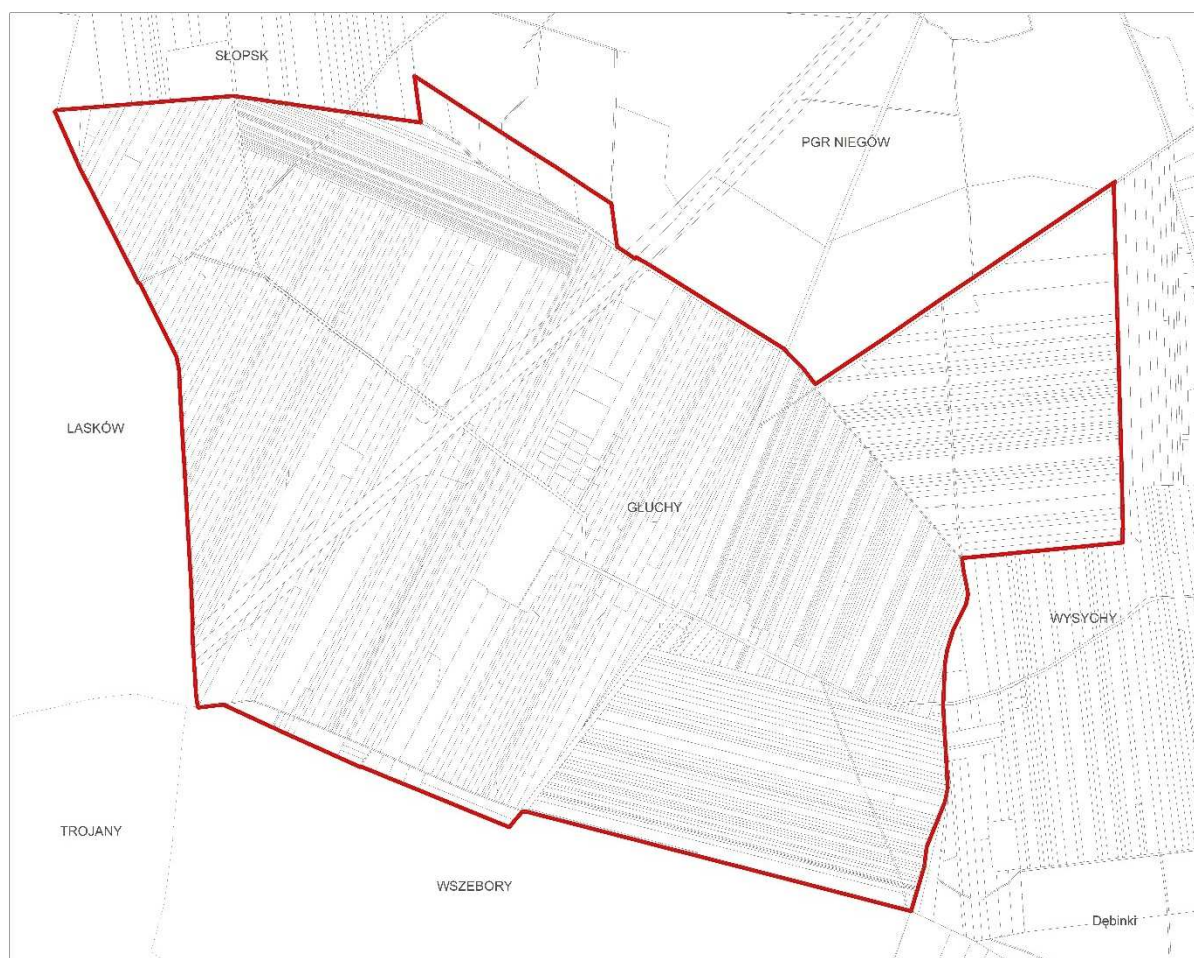 SŁOPSK
PGR NIEGÓW
LASKÓW
GŁUCHY
WYSYCHY
TROJANY
WSZEBORY
Dębinki